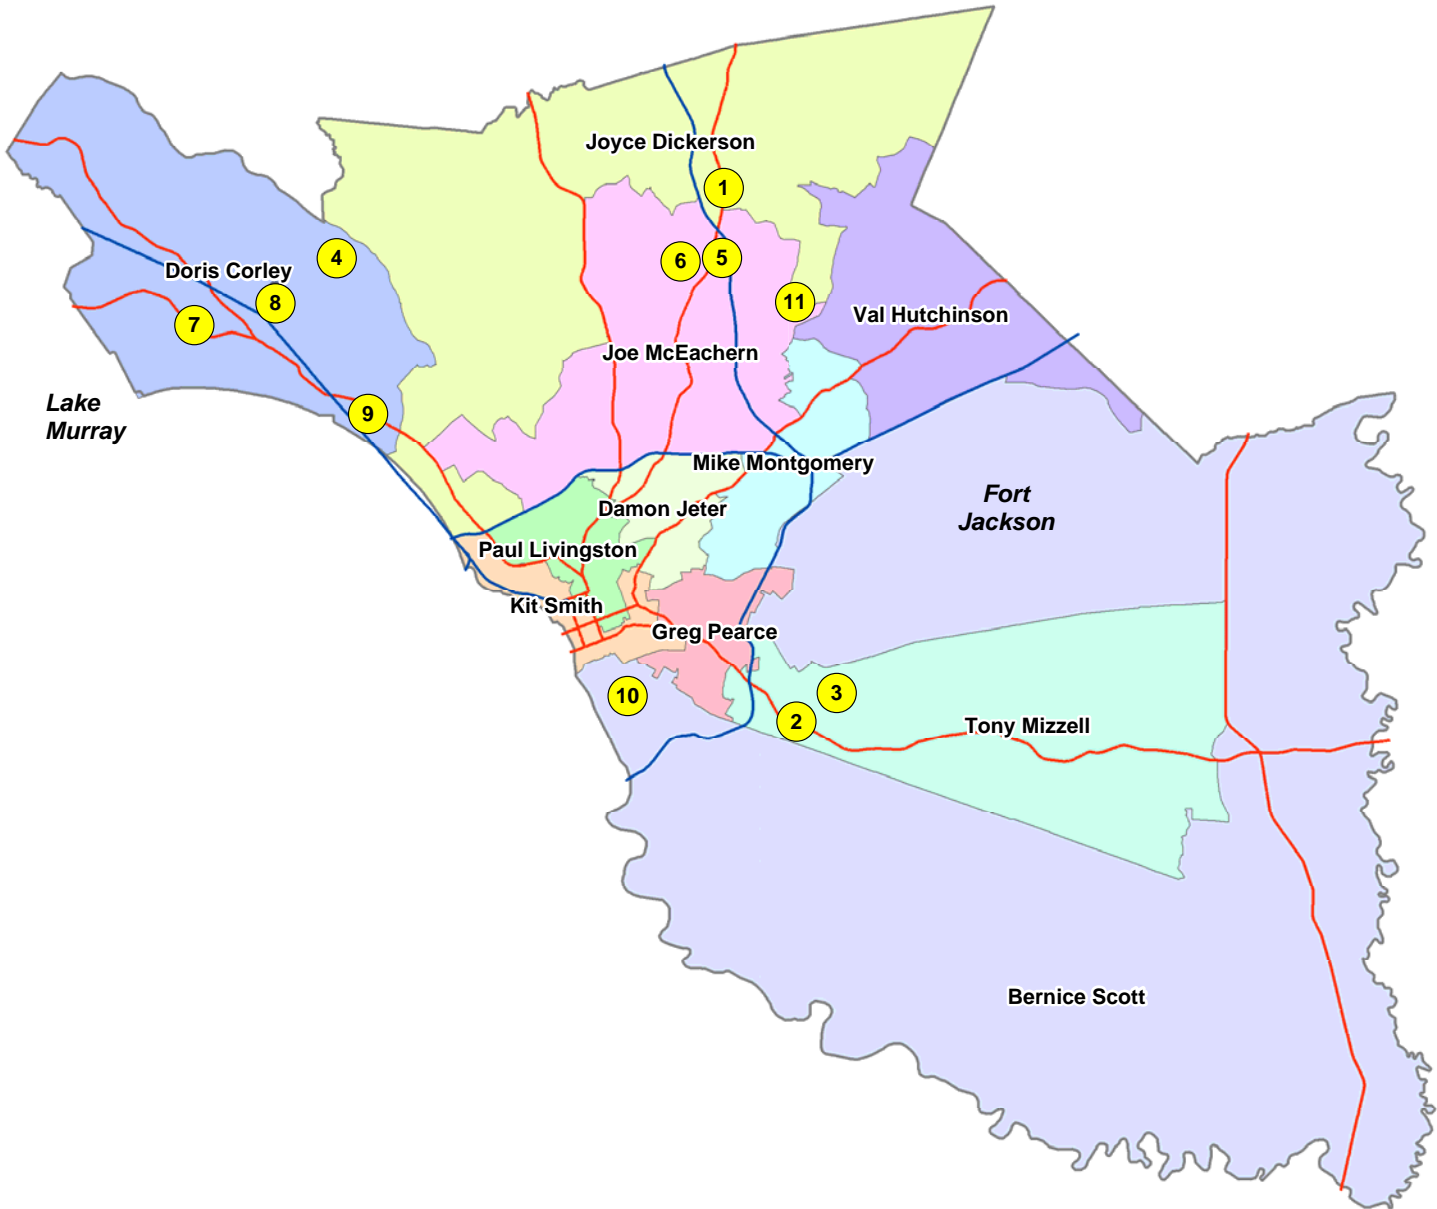 Joyce Dickerson
1
4
6
5
Doris Corley
8
11
7
Val Hutchinson
Joe McEachern
Lake
Murray
9
Mike Montgomery
Fort
Jackson
Damon Jeter
Paul Livingston
Kit Smith
Greg Pearce
10
3
2
Tony Mizzell
Bernice Scott